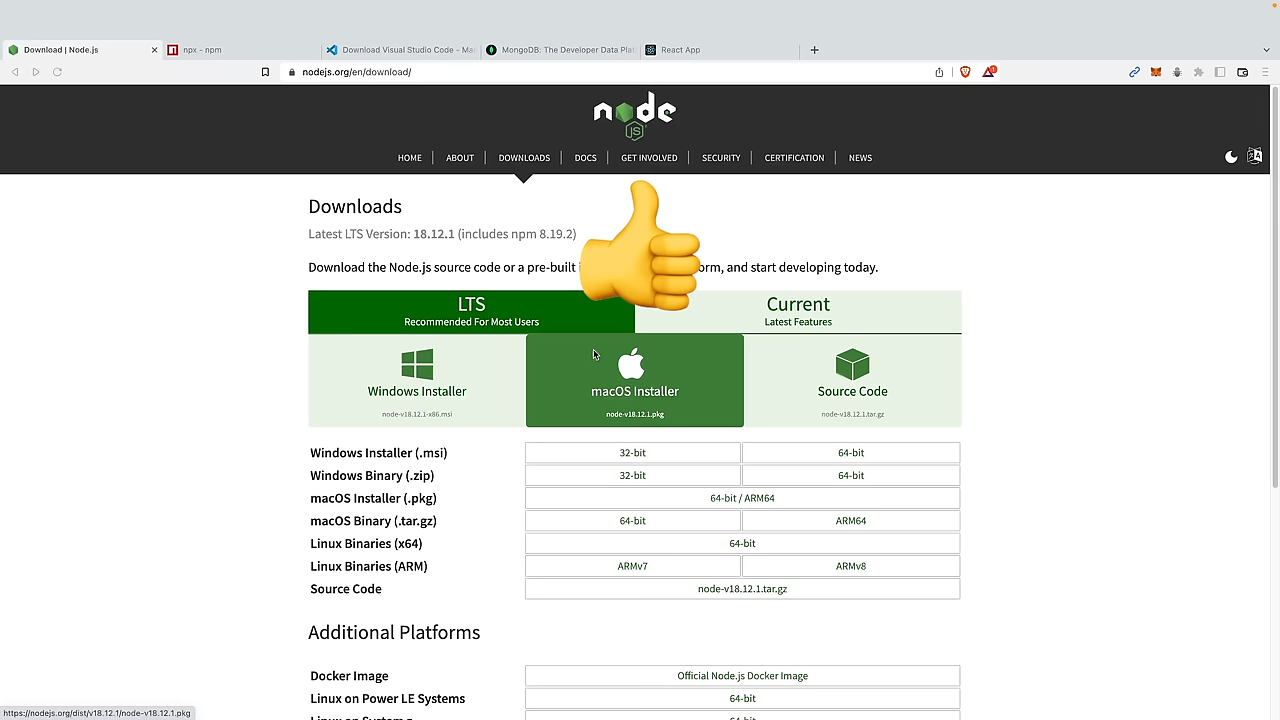 Download | Node.js
npx - npm
Download Visual Studio Code - Ma
MongoDB: The Developer Data Plat
React App
nodejs.org/en/download/
1
node
JS
HOME
ABOUT
DOWNLOADS
DOCS
GET INVOLVED
SECURITY
CERTIFICATION
NEWS
Downloads
Latest LTS Version: 18.12.1 (includes npm 8.19.2)
Download the Node.js source code or a pre-built orm, and start developing today.
LTS
Recommended For Most Users
Current
Latest Features
Windows Installer
node-v18.12.1-x86.msi
macOS Installer
node-v18.12.1.pkg
Source Code
node-v18.12.1.tar.gz
Windows Installer (.msi) 32-bit 64-bit
Windows Binary (.zip) 32-bit 64-bit
macOS Installer (.pkg) 64-bit / ARM64
macOS Binary (.tar.gz) 64-bit ARM64
Linux Binaries (x64) 64-bit
Linux Binaries (ARM) ARMv7 ARMv8
Source Code node-v18.12.1.tar.gz
Additional Platforms
Docker Image Official Node.js Docker Image
Linux on Power LE Systems 64-bit
https://nodejs.org/dist/v18.12.1/node-v18.12.1.pkg